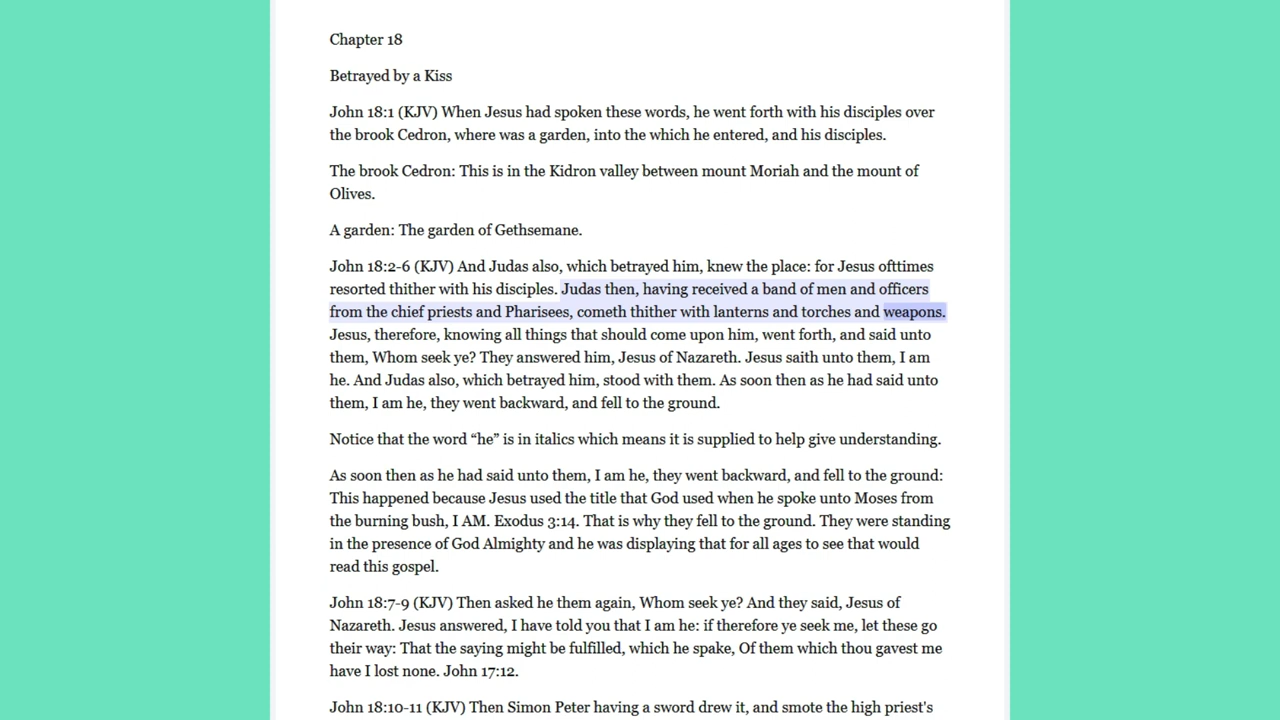 Chapter 18
Betrayed by a Kiss
John 18:1 (KJV) When Jesus had spoken these words, he went forth with his disciples over
the brook Cedron, where was a garden, into the which he entered, and his disciples.
The brook Cedron: This is in the Kidron valley between mount Moriah and the mount of
Olives.
A garden: The garden of Gethsemane.
John 18:2-6 (KJV) And Judas also, which betrayed him, knew the place: for Jesus ofttimes
resorted thither with his disciples. Judas then, having received a band of men and officers
from the chief priests and Pharisees, cometh thither with lanterns and torches and weapons.
Jesus, therefore, knowing all things that should come upon him, went forth, and said unto
them, Whom seek ye? They answered him, Jesus of Nazareth. Jesus saith unto them, I am
he. And Judas also, which betrayed him, stood with them. As soon then as he had said unto
them, I am he, they went backward, and fell to the ground.
Notice that the word “he” is in italics which means it is supplied to help give understanding.
As soon then as he had said unto them, I am he, they went backward, and fell to the ground:
This happened because Jesus used the title that God used when he spoke unto Moses from
the burning bush, I AM. Exodus 3:14. That is why they fell to the ground. They were standing
in the presence of God Almighty and he was displaying that for all ages to see that would
read this gospel.
John 18:7-9 (KJV) Then asked he them again, Whom seek ye? And they said, Jesus of
Nazareth. Jesus answered, I have told you that I am he: if therefore ye seek me, let these go
their way: That the saying might be fulfilled, which he spake, Of them which thou gavest me
have I lost none. John 17:12.
John 18:10-11 (KJV) Then Simon Peter having a sword drew it, and smote the high priest's